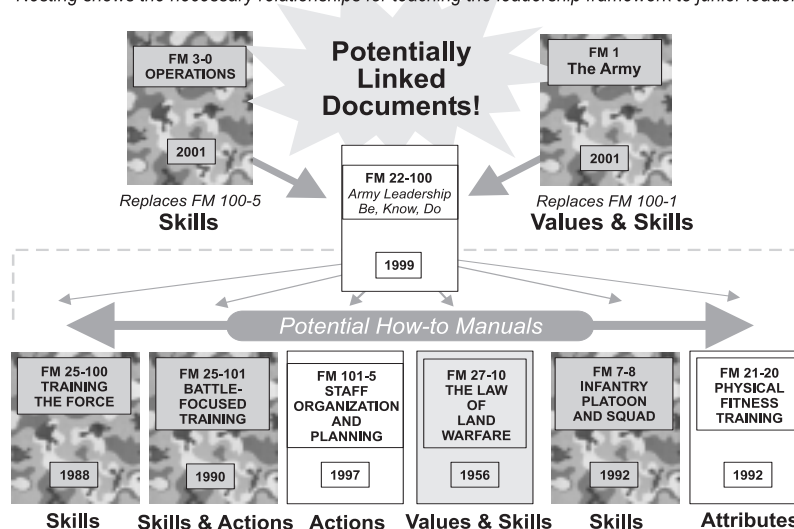 Nesting shows the necessary relationships for teaching the leadership framework to junior leader
Potentially
Linked
Documents!
FM 3-0
OPERATIONS
2001
Replaces FM 100-5
Skills
FM 1
The Army
2001
Replaces FM 100-1
Values & Skills
FM 22-100
Army Leadership
Be, Know, Do
1999
Potential How-to Manuals
FM 25-100
TRAINING
THE FORCE
1988
Skills
FM 25-101
BATTLE-
FOCUSED
TRAINING
1990
Skills & Actions
FM 101-5
STAFF
ORGANIZATION
AND
PLANNING
1997
Actions
FM 27-10
THE LAW
OF
LAND
WARFARE
1956
Values & Skills
FM 7-8
INFANTRY
PLATOON
AND SQUAD
1992
Skills
FM 21-20
PHYSICAL
FITNESS
TRAINING
1992
Attributes